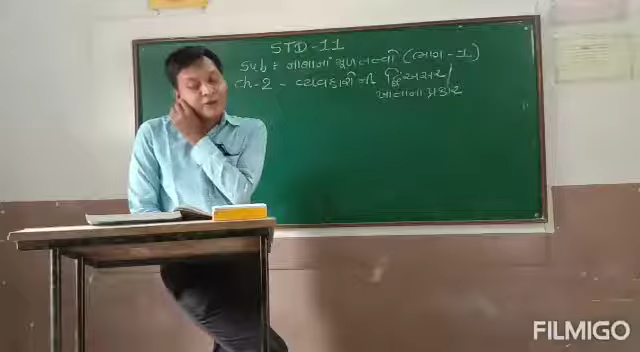 STD-11
Sub : નામાનાં મૂળતત્વો (ભાગ-1)
Ch-2 - વ્યવહારોની દ્વિઅસર /
ખાતાના પ્રકાર
FILMIGO